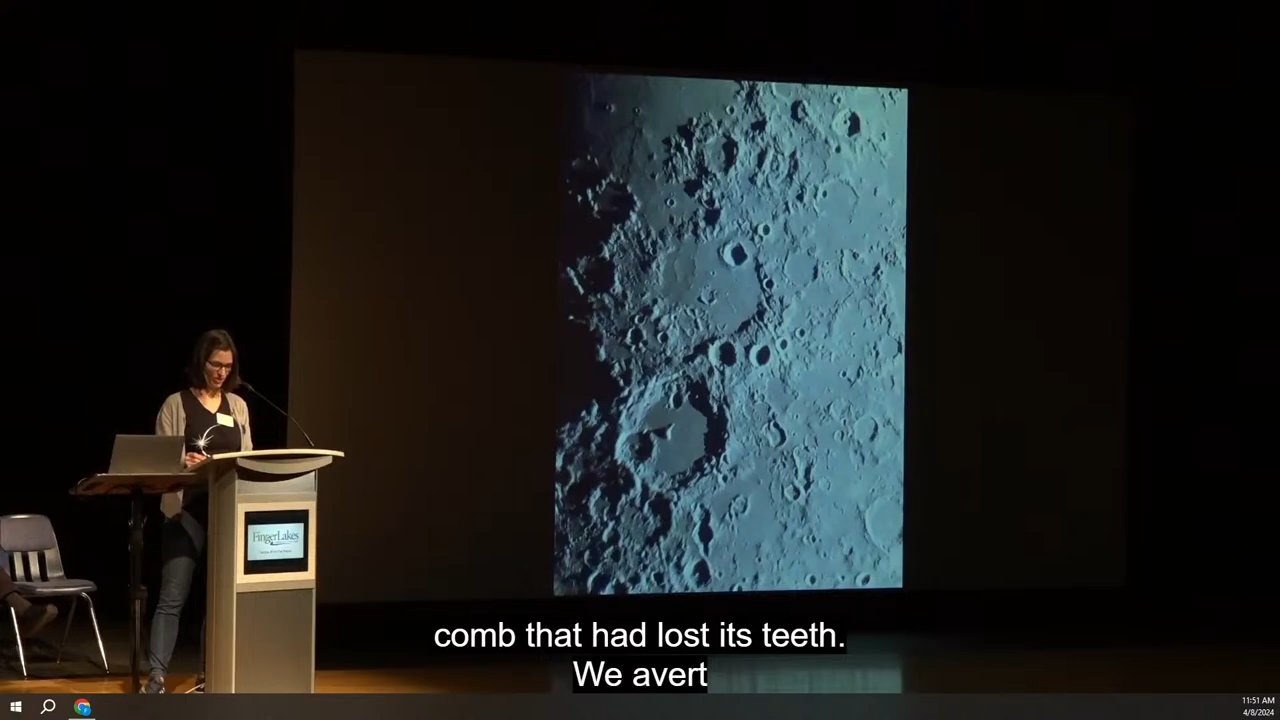 FingerLakes
comb that had lost its teeth.
We avert
11:51 AM
4/8/2024